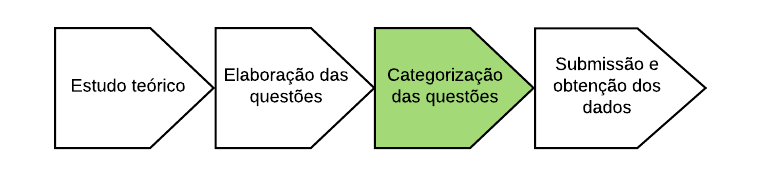 Estudo teórico
Elaboração das
questões
Categorização
das questões
Submissão e
obtenção dos
dados